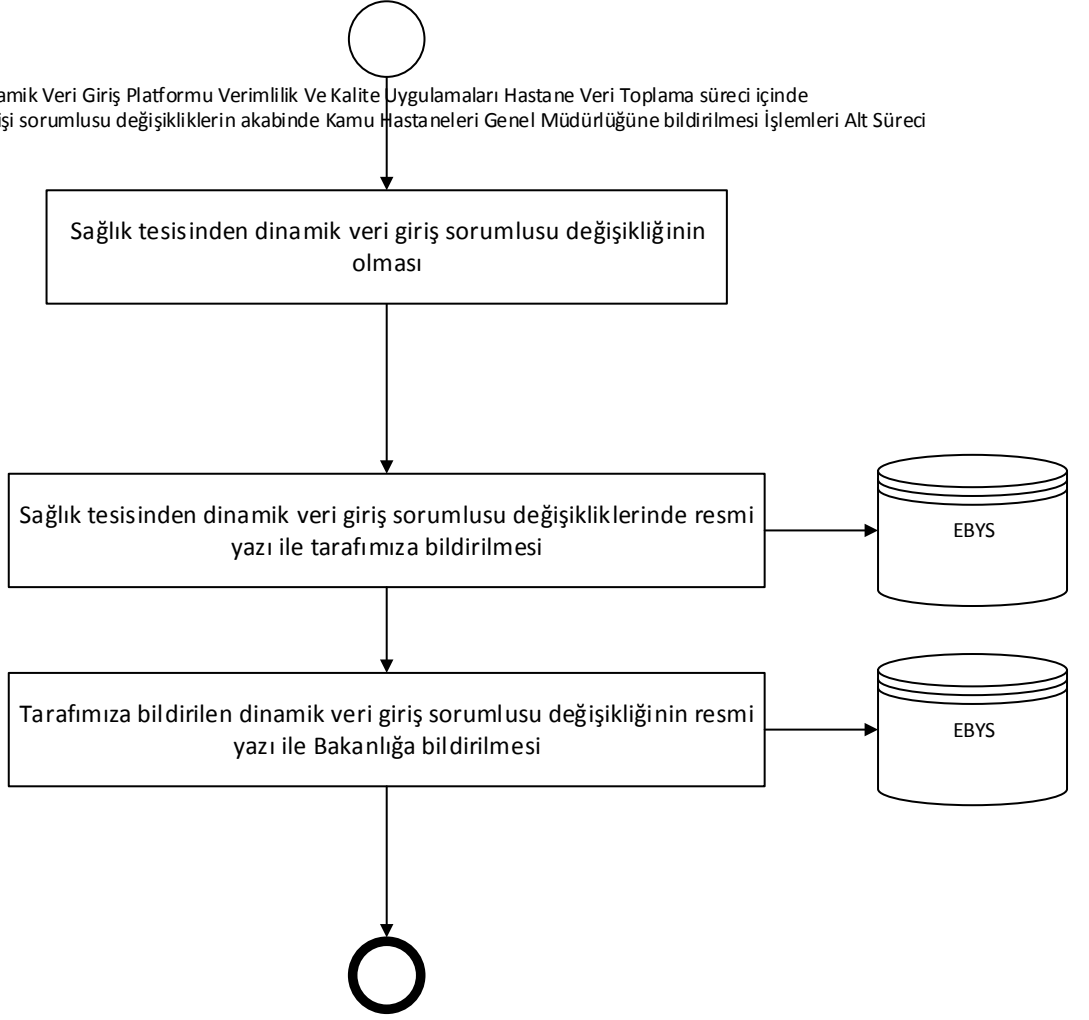 Veri Giriş Platformu Verimlilik Ve Kalite Uygulamaları Hastane Veri Toplama süreci içinde
sorumlusu değişikliklerin akabinde Kamu Hastaneleri Genel Müdürlüğüne bildirilmesi İşlemleri Alt Süreci
Sağlık tesisinden dinamik veri giriş sorumlusu değişikliğinin
olması
Sağlık tesisinden dinamik veri giriş sorumlusu değişikliklerinde resmi
yazı ile tarafımıza bildirilmesi
EBYS
Tarafımıza bildirilen dinamik veri giriş sorumlusu değişikliğinin resmi
yazı ile Bakanlığa bildirilmesi
EBYS